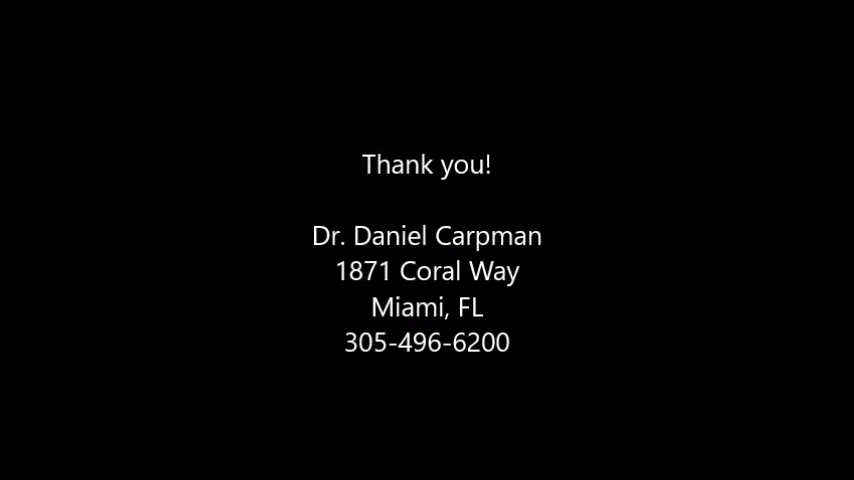 Thank you!
Dr. Daniel Carpman
1871 Coral Way
Miami, FL
305-496-6200